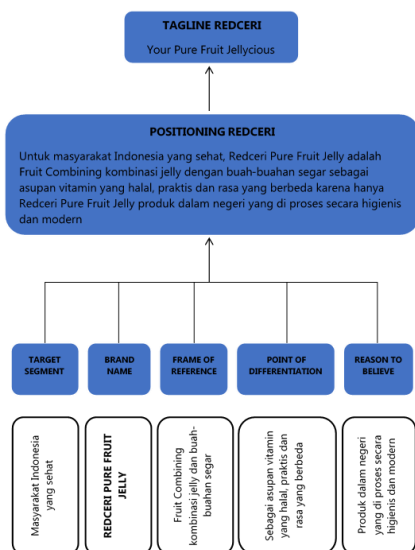 TAGLINE REDCERI
Your Pure Fruit Jellycious
POSITIONING REDCERI
Untuk masyarakat Indonesia yang sehat, Redceri Pure Fruit Jelly adalah
Fruit Combining kombinasi jelly dengan buah-buahan segar sebagai
asupan vitamin yang halal, praktis dan rasa yang berbeda karena hanya
Redceri Pure Fruit Jelly produk dalam negeri yang di proses secara higienis
dan modern
TARGET
SEGMENT
BRAND
NAME
FRAME OF
REFERENCE
POINT OF
DIFFERENTIATION
REASON TO
BELIEVE
Masyarakat Indonesia
yang sehat
REDCERI PURE FRUIT
JELLY
Fruit Combining
kombinasi jelly dan buah-
buahan segar
Sebagai asupan vitamin
yang halal, praktis dan
rasa yang berbeda
Produk dalam negeri
yang di proses secara
higienis dan modern